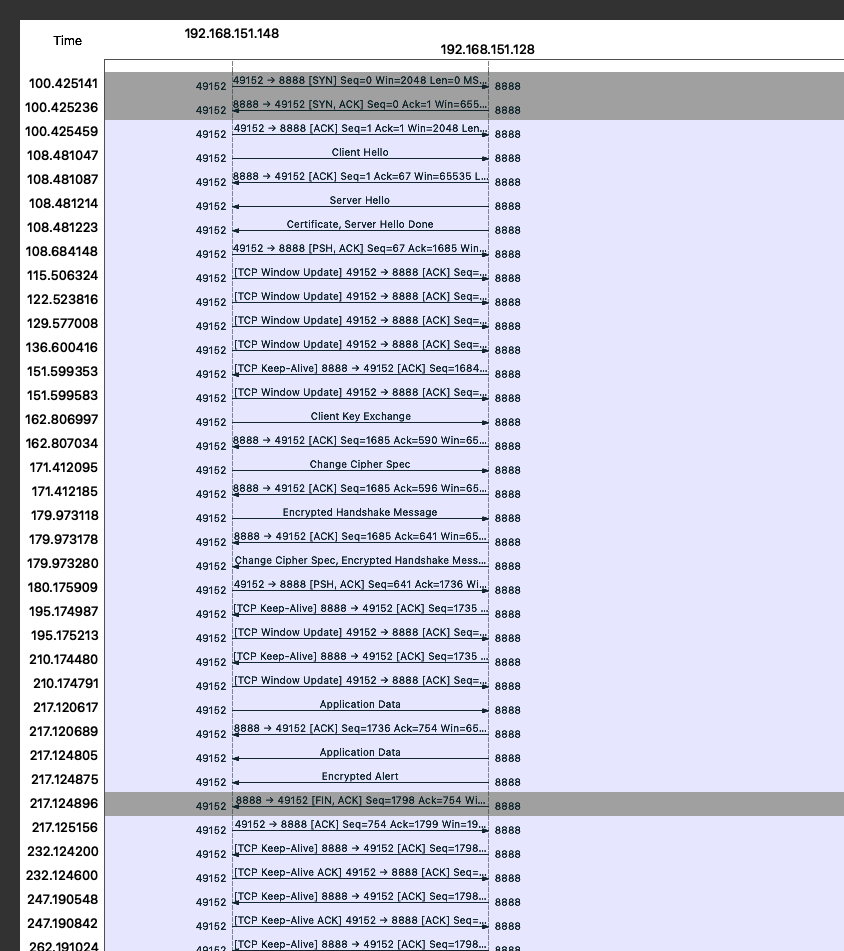 Time
192.168.151.148
192.168.151.128
100.425141 49152 49152 → 8888 [SYN] Seq=0 Win=2048 Len=0 MS... 8888
100.425236 49152 8888 → 49152 [SYN, ACK] Seq=0 Ack=1 Win=655... 8888
100.425459 49152 49152 → 8888 [ACK] Seq=1 Ack=1 Win=2048 Len... 8888
108.481047 49152 Client Hello 8888
108.481087 49152 8888 → 49152 [ACK] Seq=1 Ack=67 Win=65535 L... 8888
108.481214 49152 Server Hello 8888
108.481223 49152 Certificate, Server Hello Done 8888
108.684148 49152 49152 → 8888 [PSH, ACK] Seq=67 Ack=1685 Win... 8888
115.506324 49152 [TCP Window Update] 49152 → 8888 [ACK] Seq=... 8888
122.523816 49152 [TCP Window Update] 49152 → 8888 [ACK] Seq=... 8888
129.577008 49152 [TCP Window Update] 49152 → 8888 [ACK] Seq=... 8888
136.600416 49152 [TCP Window Update] 49152 → 8888 [ACK] Seq=... 8888
151.599353 49152 [TCP Keep-Alive] 8888 → 49152 [ACK] Seq=1684... 8888
151.599583 49152 [TCP Window Update] 49152 → 8888 [ACK] Seq=... 8888
162.806997 49152 Client Key Exchange 8888
162.807034 49152 8888 → 49152 [ACK] Seq=1685 Ack=590 Win=65... 8888
171.412095 49152 Change Cipher Spec 8888
171.412185 49152 8888 → 49152 [ACK] Seq=1685 Ack=596 Win=65... 8888
179.973118 49152 Encrypted Handshake Message 8888
179.973178 49152 8888 → 49152 [ACK] Seq=1685 Ack=641 Win=65... 8888
179.973280 49152 Change Cipher Spec, Encrypted Handshake Mess... 8888
180.175909 49152 49152 → 8888 [PSH, ACK] Seq=641 Ack=1736 Wi... 8888
195.174987 49152 [TCP Keep-Alive] 8888 → 49152 [ACK] Seq=1735 ... 8888
195.175213 49152 [TCP Window Update] 49152 → 8888 [ACK] Seq=... 8888
210.174480 49152 [TCP Keep-Alive] 8888 → 49152 [ACK] Seq=1735 ... 8888
210.174791 49152 [TCP Window Update] 49152 → 8888 [ACK] Seq=... 8888
217.120617 49152 Application Data 8888
217.120689 49152 8888 → 49152 [ACK] Seq=1736 Ack=754 Win=65... 8888
217.124805 49152 Application Data 8888
217.124875 49152 Encrypted Alert 8888
217.124896 49152 8888 → 49152 [FIN, ACK] Seq=1798 Ack=754 Wi... 8888
217.125156 49152 49152 → 8888 [ACK] Seq=754 Ack=1799 Win=19... 8888
232.124200 49152 [TCP Keep-Alive] 8888 → 49152 [ACK] Seq=1798... 8888
232.124600 49152 [TCP Keep-Alive ACK] 49152 → 8888 [ACK] Seq=... 8888
247.190548 49152 [TCP Keep-Alive] 8888 → 49152 [ACK] Seq=1798... 8888
247.190842 49152 [TCP Keep-Alive ACK] 49152 → 8888 [ACK] Seq=... 8888
262.191024 49152 [TCP Keep-Alive] 8888 → 49152 [ACK] Seq=1798... 8888